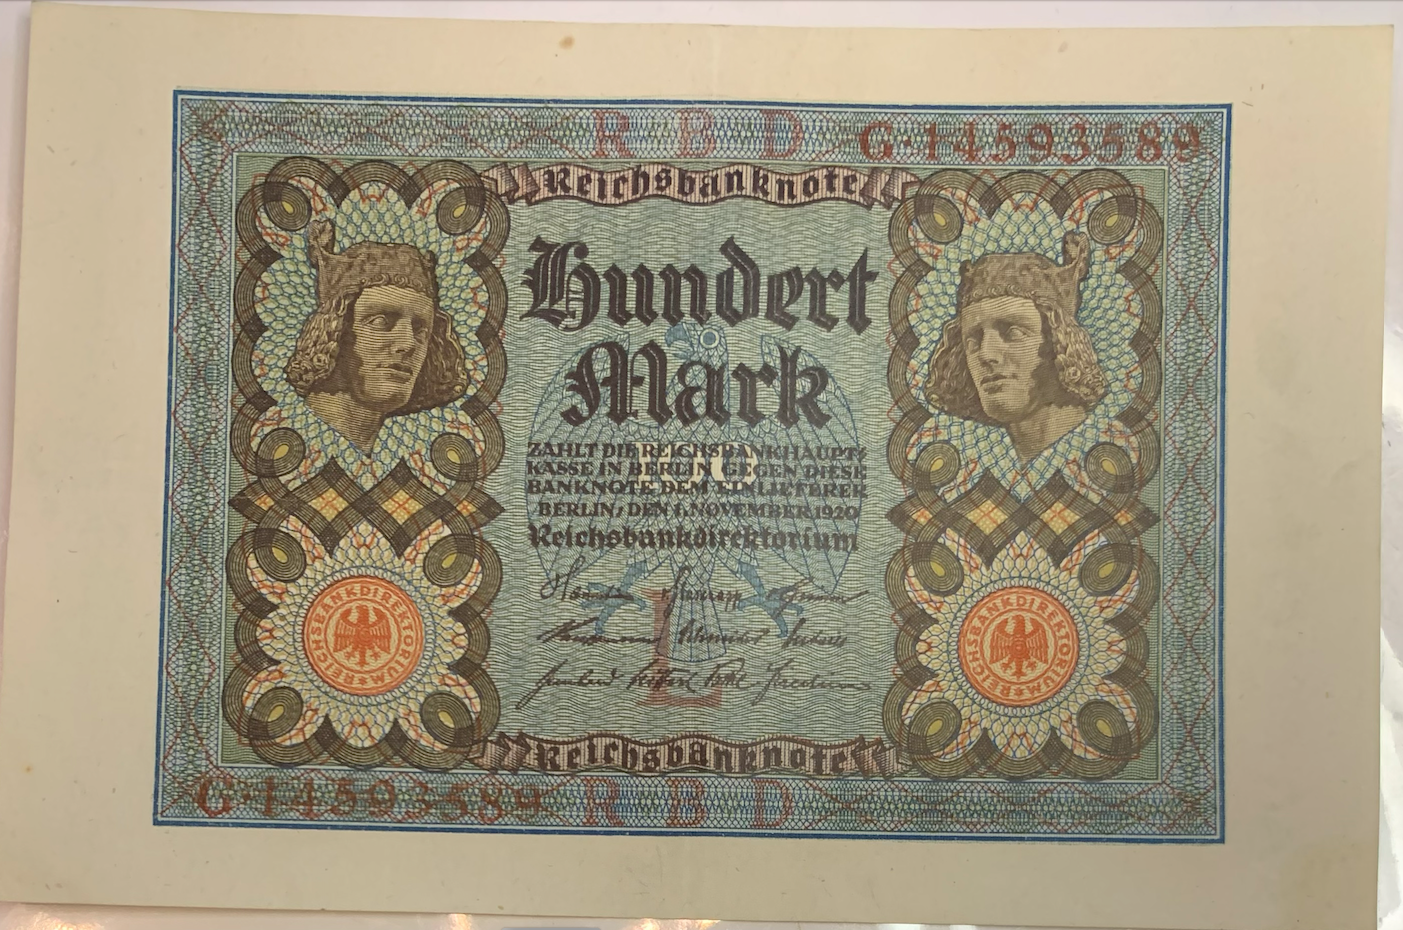 R B D G·14593589
Reichsbanknote
Hundert
Mark
ZAHLT DIE REICHSBANKHAUPT-
KASSE IN BERLIN GEGEN DIESE
BANKNOTE DEM EINLIEFERER
BERLIN, DEN 1. NOVEMBER 1920
Reichsbankdirektorium
REICHSBANKDIREKTORIUM
REICHSBANKDIREKTORIUM
L
Reichsbanknote
G·14593589 R B D